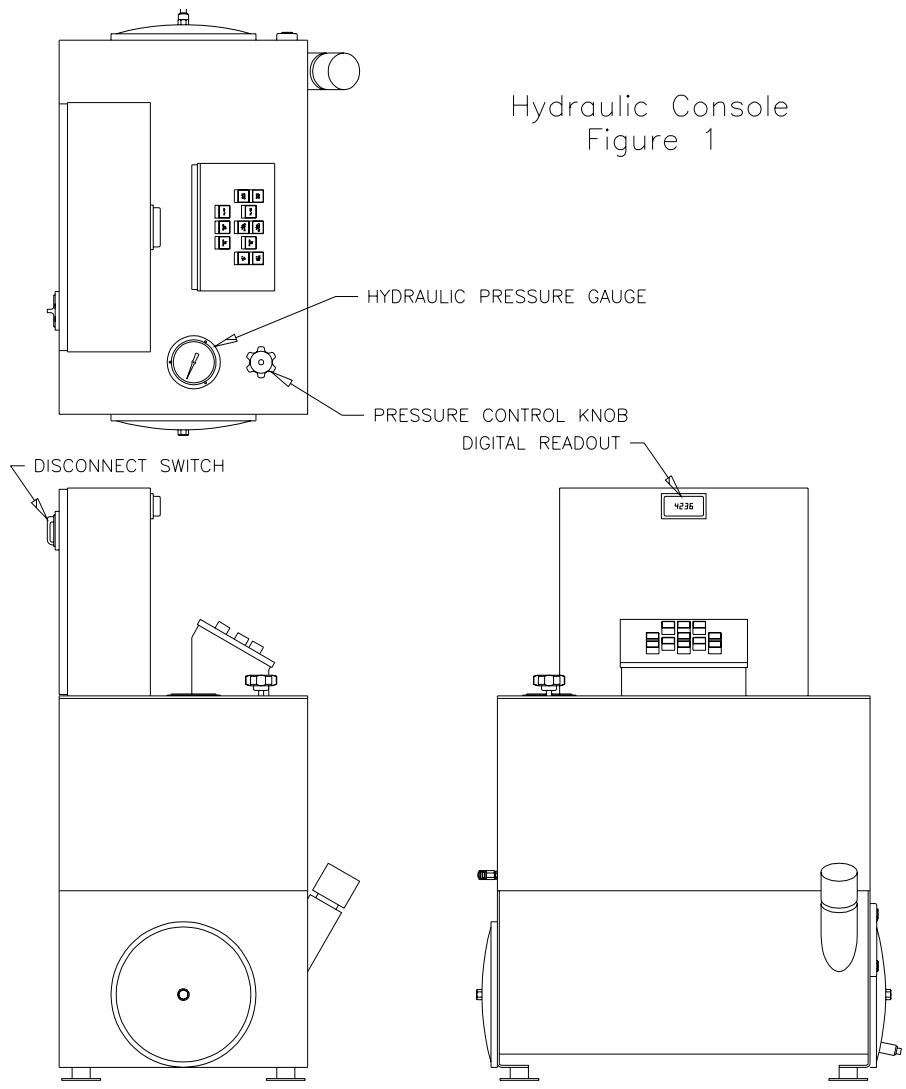 Hydraulic Console
Figure 1
HYDRAULIC PRESSURE GAUGE
PRESSURE CONTROL KNOB
DIGITAL READOUT
DISCONNECT SWITCH
4236